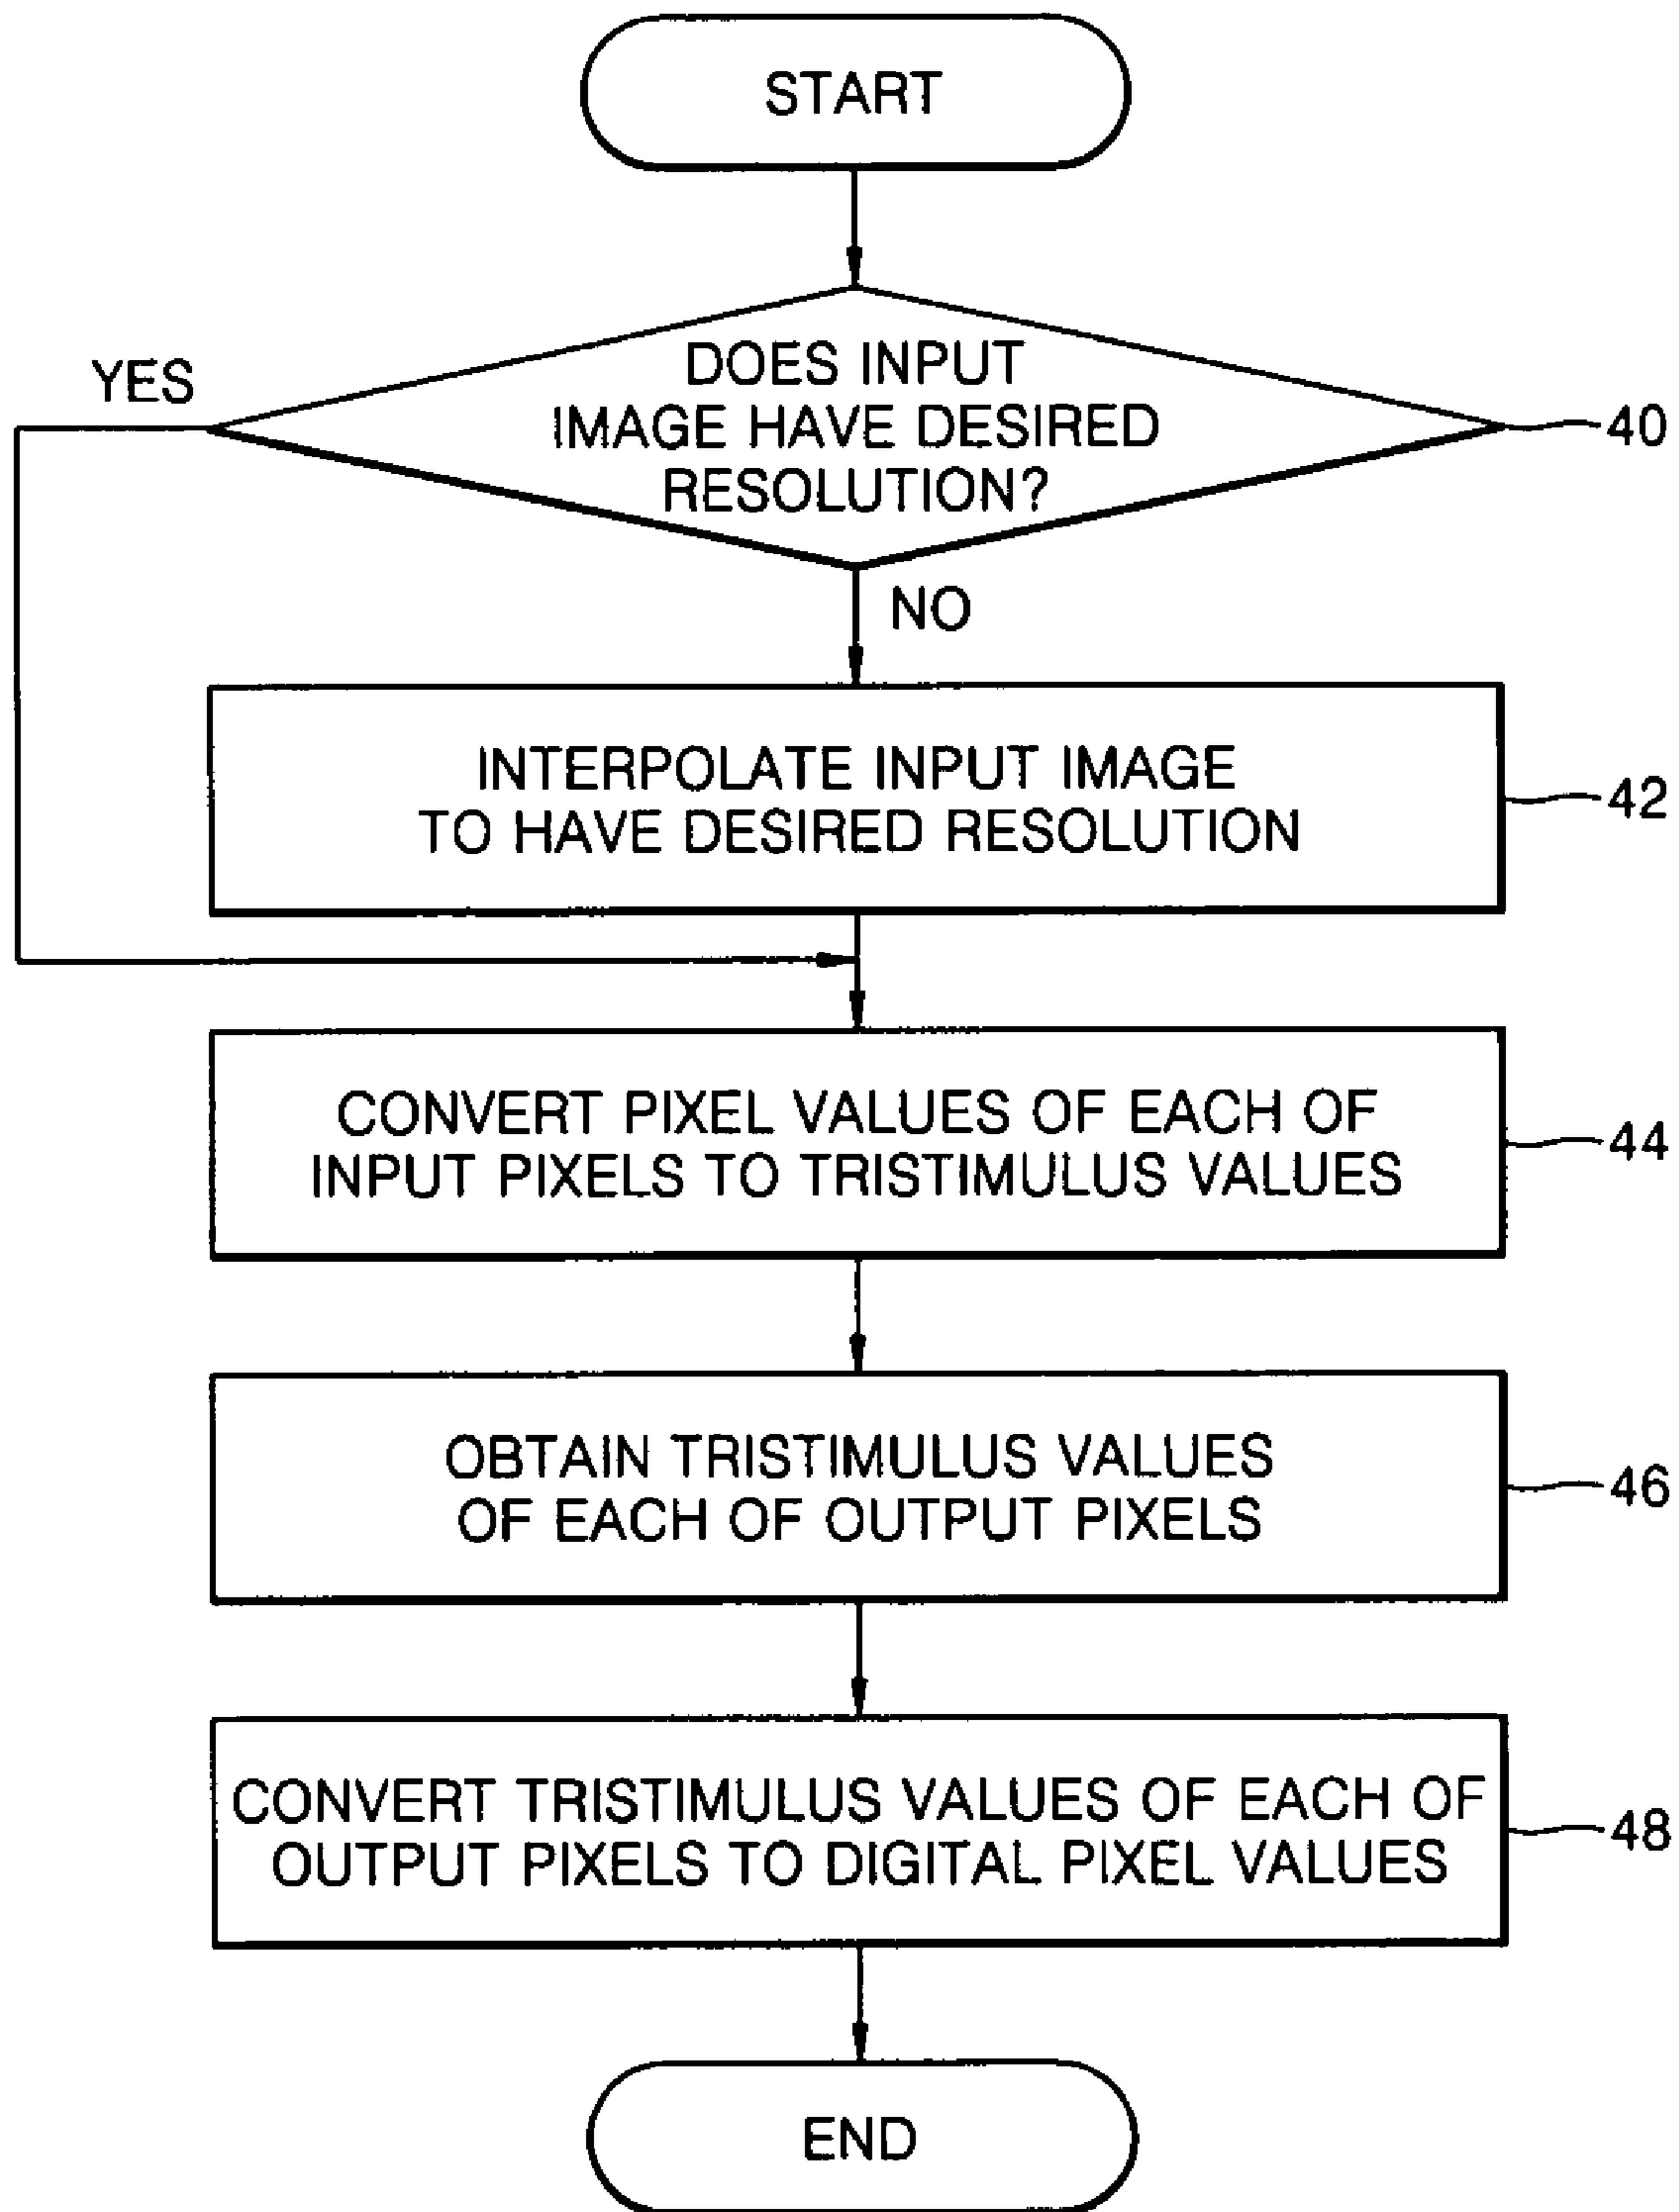 START
DOES INPUT
IMAGE HAVE DESIRED
RESOLUTION?
40
YES
NO
INTERPOLATE INPUT IMAGE
TO HAVE DESIRED RESOLUTION
42
CONVERT PIXEL VALUES OF EACH OF
INPUT PIXELS TO TRISTIMULUS VALUES
44
OBTAIN TRISTIMULUS VALUES
OF EACH OF OUTPUT PIXELS
46
CONVERT TRISTIMULUS VALUES OF EACH OF
OUTPUT PIXELS TO DIGITAL PIXEL VALUES
48
END